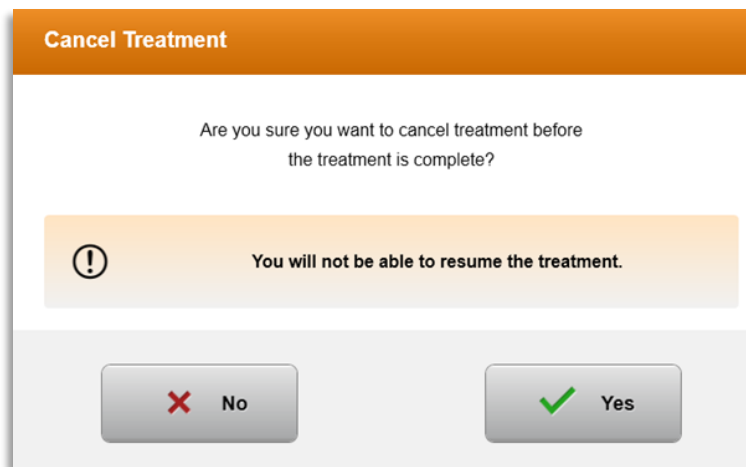 Cancel Treatment
Are you sure you want to cancel treatment before
the treatment is complete?
You will not be able to resume the treatment.
No
Yes